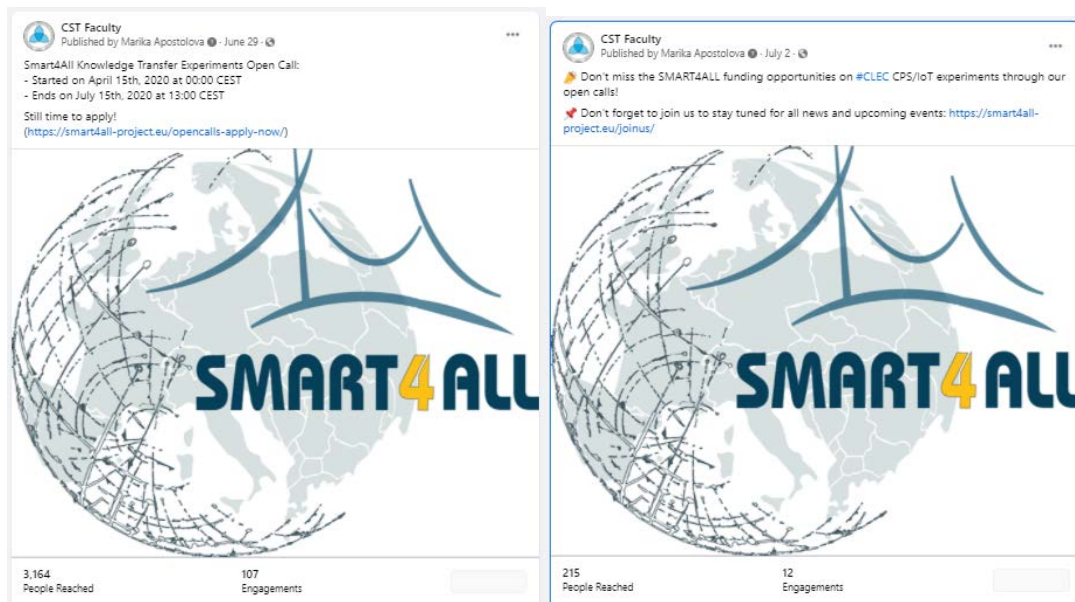 CST Faculty
Published by Marika Apostolova · June 29 ·
Smart4All Knowledge Transfer Experiments Open Call:
- Started on April 15th, 2020 at 00:00 CEST
- Ends on July 15th, 2020 at 13:00 CEST
Still time to apply!
(https://smart4all-project.eu/opencalls-apply-now/)
SMART4ALL
3,164
People Reached
107
Engagements
CST Faculty
Published by Marika Apostolova · July 2 ·
🎉 Don't miss the SMART4ALL funding opportunities on #CLEC CPS/IoT experiments through our
open calls!
📌 Don't forget to join us to stay tuned for all news and upcoming events: https://smart4all-
project.eu/joinus/
SMART4ALL
215
People Reached
12
Engagements